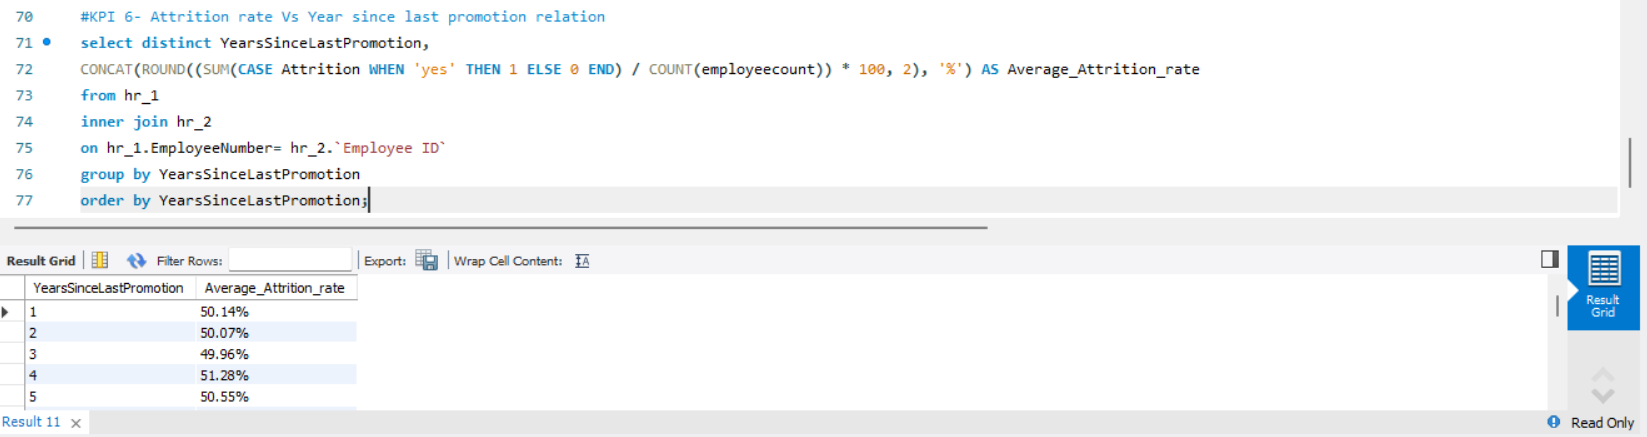 70 #KPI 6- Attrition rate Vs Year since last promotion relation
71 select distinct YearsSinceLastPromotion,
72 CONCAT(ROUND((SUM(CASE Attrition WHEN 'yes' THEN 1 ELSE 0 END) / COUNT(employeecount)) * 100, 2), '%') AS Average_Attrition_rate
73 from hr_1
74 inner join hr_2
75 on hr_1.EmployeeNumber= hr_2.`Employee ID`
76 group by YearsSinceLastPromotion
77 order by YearsSinceLastPromotion;
Result Grid Filter Rows: Export: Wrap Cell Content: IA
YearsSinceLastPromotion Average_Attrition_rate
1 50.14%
2 50.07%
3 49.96%
4 51.28%
5 50.55%
Result
Grid
Result 11 Read Only